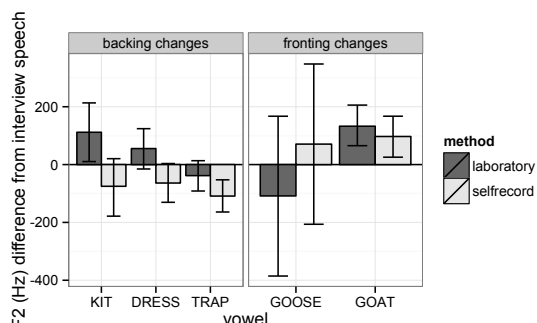 backing changes
fronting changes
F2 (Hz) difference from interview speech
200
0
-200
-400
KIT DRESS TRAP
GOOSE GOAT
vowel
method
laboratory
selfrecord